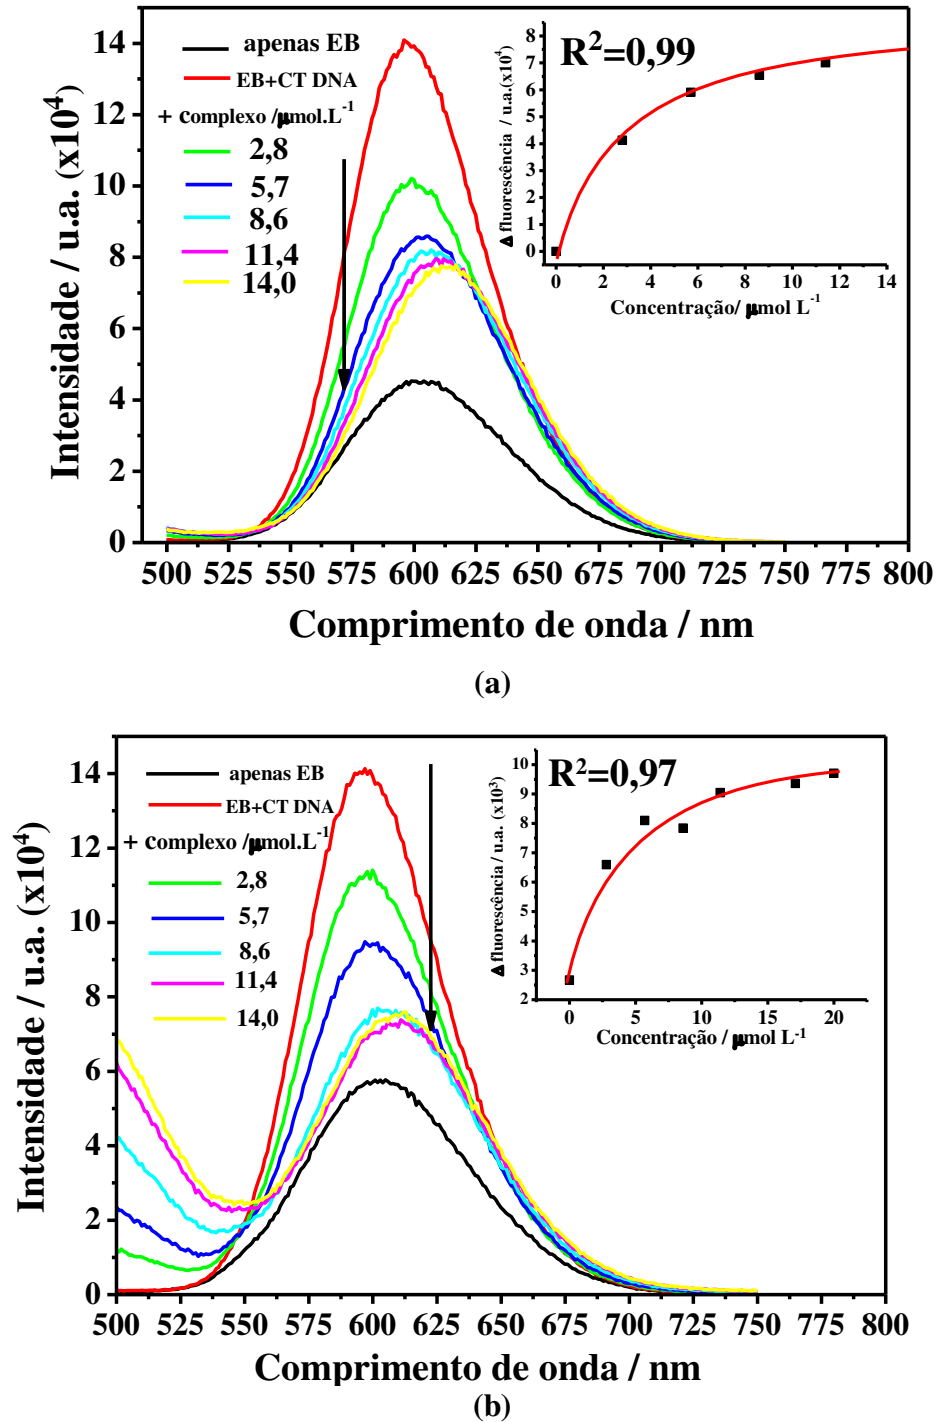 apenas EB
EB+CT DNA
+ complexo /μmol.L⁻¹
2,8
5,7
8,6
11,4
14,0
Intensidade / u.a. (x10⁴)
14
12
10
8
6
4
2
0
500 525 550 575 600 625 650 675 700 725 750 775 800
Comprimento de onda / nm
R²=0,99
Δ fluorescência / u.a.(x10⁴)
8
7
6
5
4
3
2
1
0
0 2 4 6 8 10 12 14
Concentração/ μmol L⁻¹
(a)
apenas EB
EB+CT DNA
+ complexo /μmol.L⁻¹
2,8
5,7
8,6
11,4
14,0
Intensidade / u.a. (x10⁴)
14
12
10
8
6
4
2
0
500 525 550 575 600 625 650 675 700 725 750 775 800
Comprimento de onda / nm
R²=0,97
Δ fluorescência / u.a. (x10³)
10
9
8
7
6
5
4
3
2
0 5 10 15 20
Concentração / μmol L⁻¹
(b)